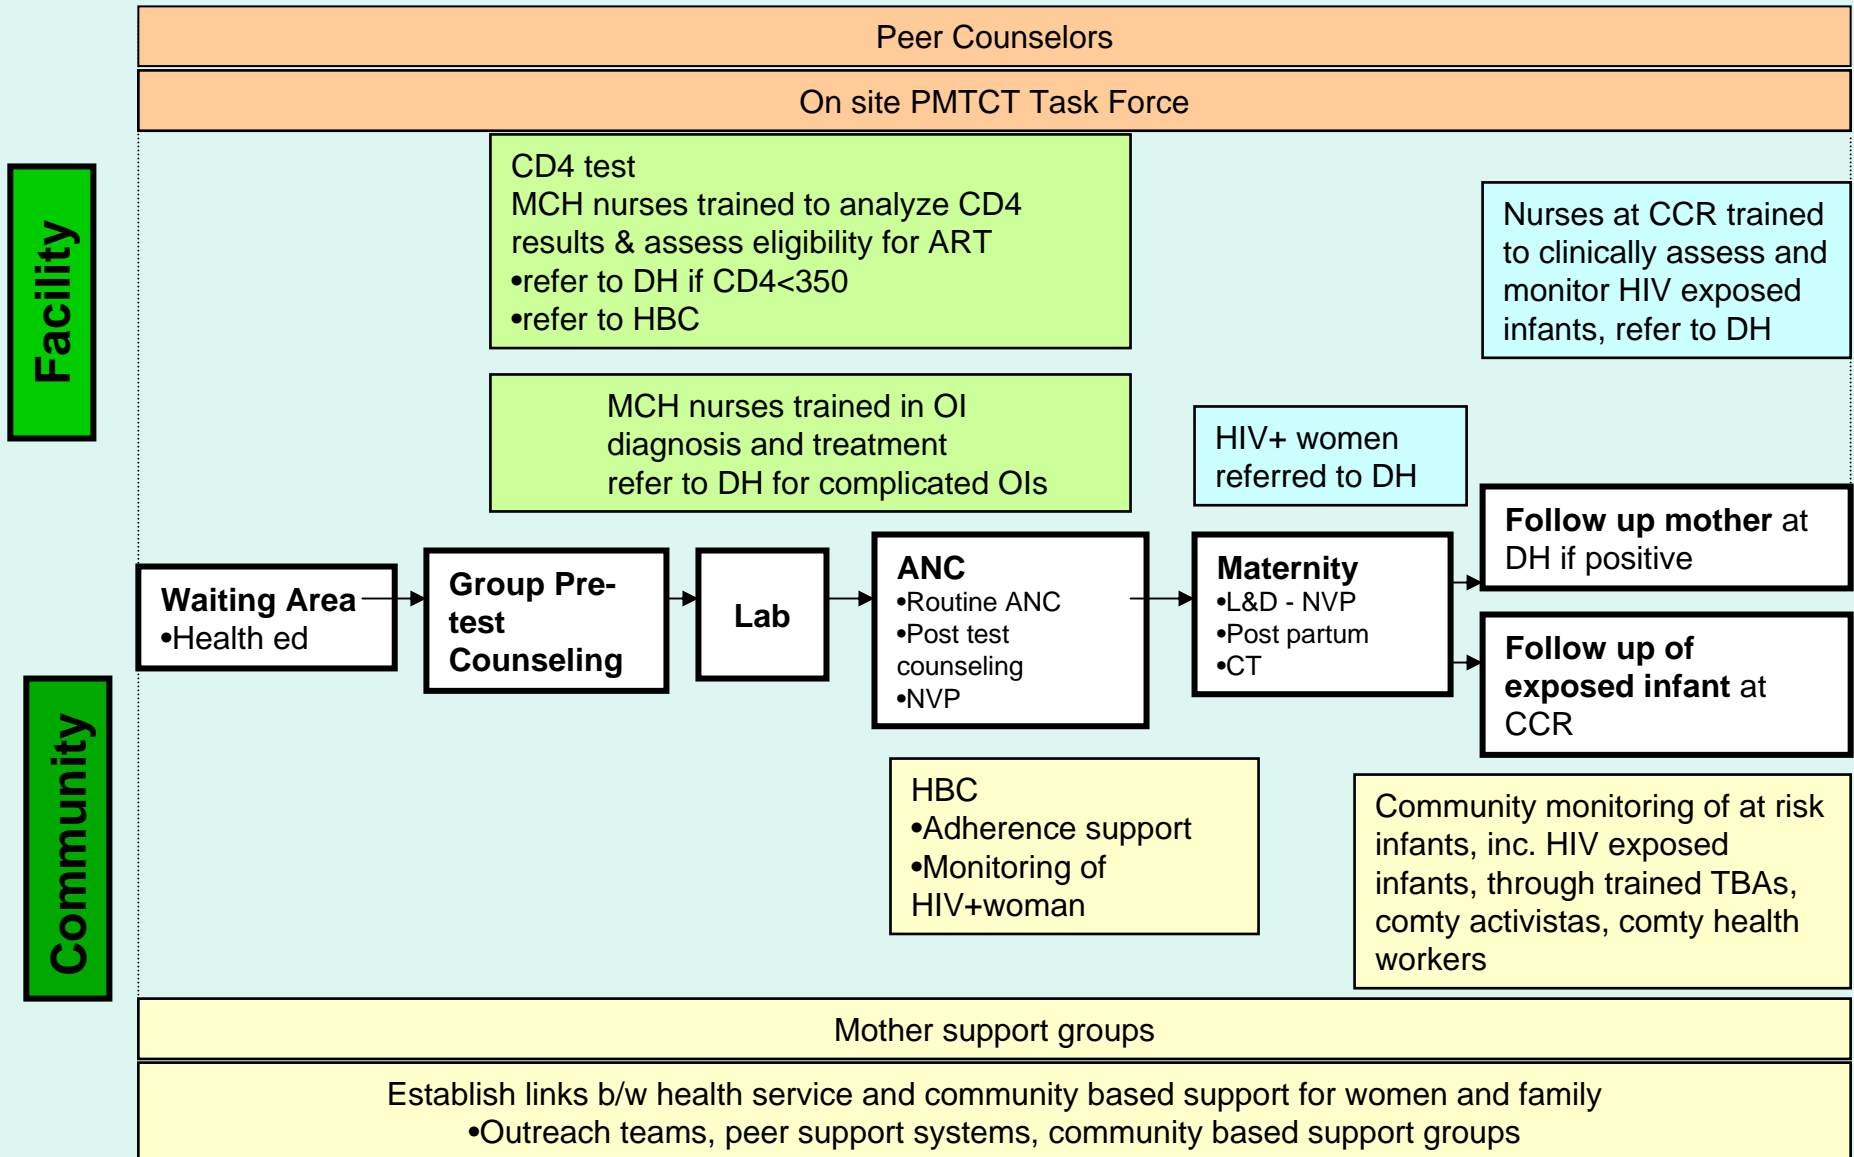 Peer Counselors
On site PMTCT Task Force
Facility
CD4 test
MCH nurses trained to analyze CD4
results & assess eligibility for ART
•refer to DH if CD4<350
•refer to HBC
Nurses at CCR trained
to clinically assess and
monitor HIV exposed
infants, refer to DH
MCH nurses trained in OI
diagnosis and treatment
refer to DH for complicated OIs
HIV+ women
referred to DH
Waiting Area
•Health ed
Group Pre-
test
Counseling
Lab
ANC
•Routine ANC
•Post test
counseling
•NVP
Maternity
•L&D - NVP
•Post partum
•CT
Follow up mother at
DH if positive
Follow up of
exposed infant at
CCR
Community
HBC
•Adherence support
•Monitoring of
HIV+woman
Community monitoring of at risk
infants, inc. HIV exposed
infants, through trained TBAs,
comty activistas, comty health
workers
Mother support groups
Establish links b/w health service and community based support for women and family
•Outreach teams, peer support systems, community based support groups